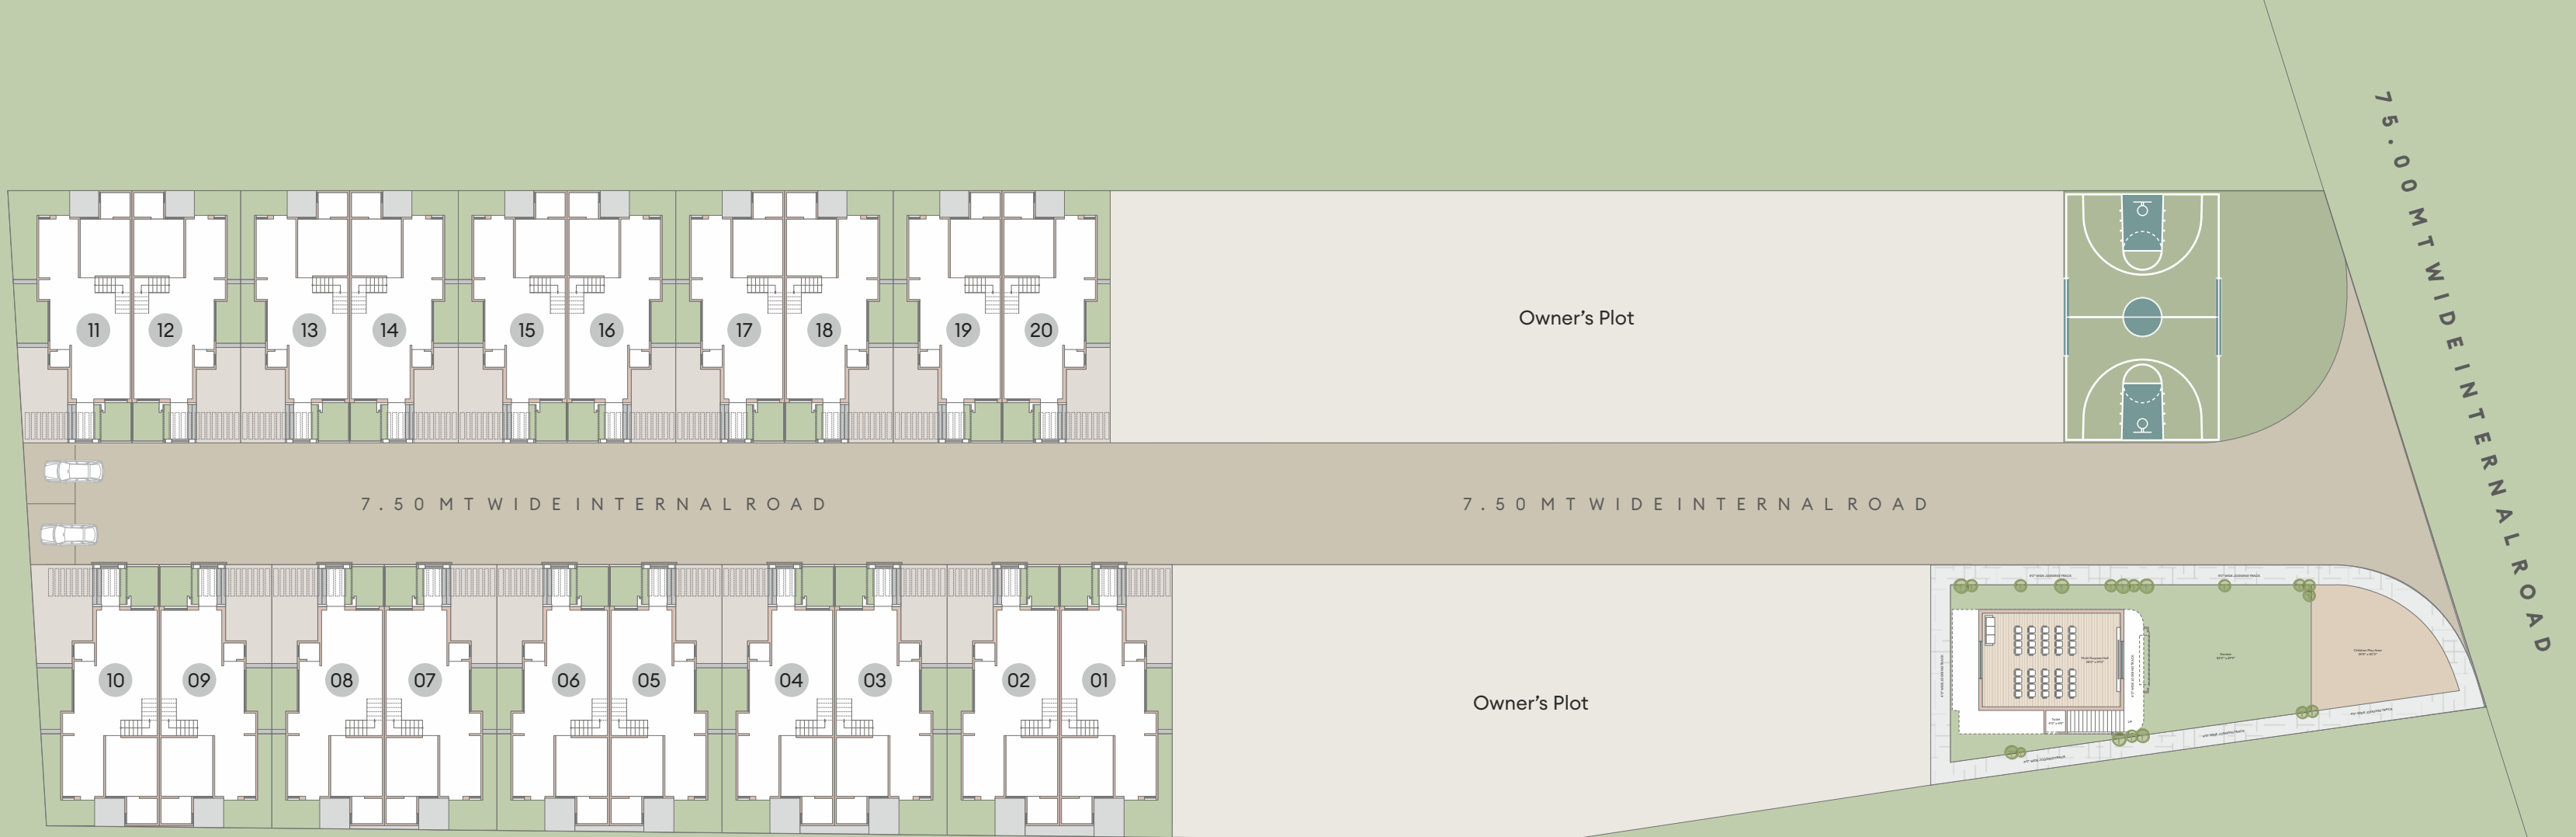 75.00 MT WIDE INTERNAL ROAD
11 12 13 14 15 16 17 18 19 20
Owner's Plot
7.50 MT WIDE INTERNAL ROAD
7.50 MT WIDE INTERNAL ROAD
10 09 08 07 06 05 04 03 02 01
Owner's Plot